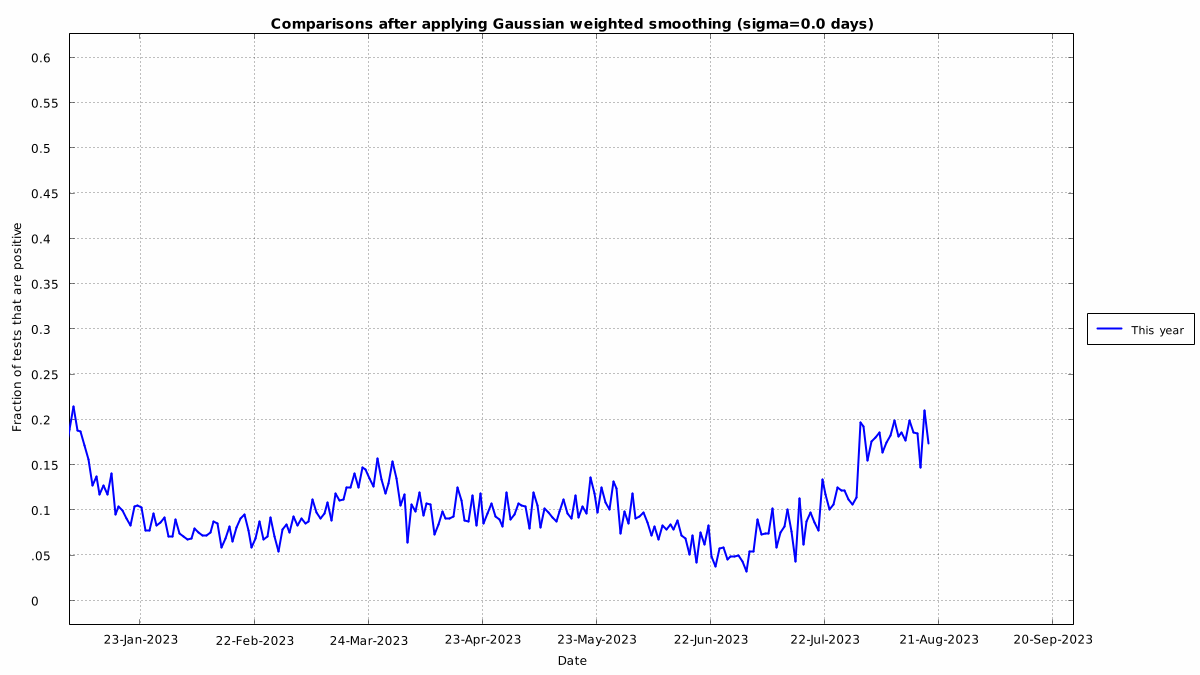 Comparisons after applying Gaussian weighted smoothing (sigma=0.0 days)
0.6
0.55
0.5
0.45
0.4
0.35
0.3
0.25
0.2
0.15
0.1
.05
0
Fraction of tests that are positive
This year
23-Jan-2023 22-Feb-2023 24-Mar-2023 23-Apr-2023 23-May-2023 22-Jun-2023 22-Jul-2023 21-Aug-2023 20-Sep-2023
Date